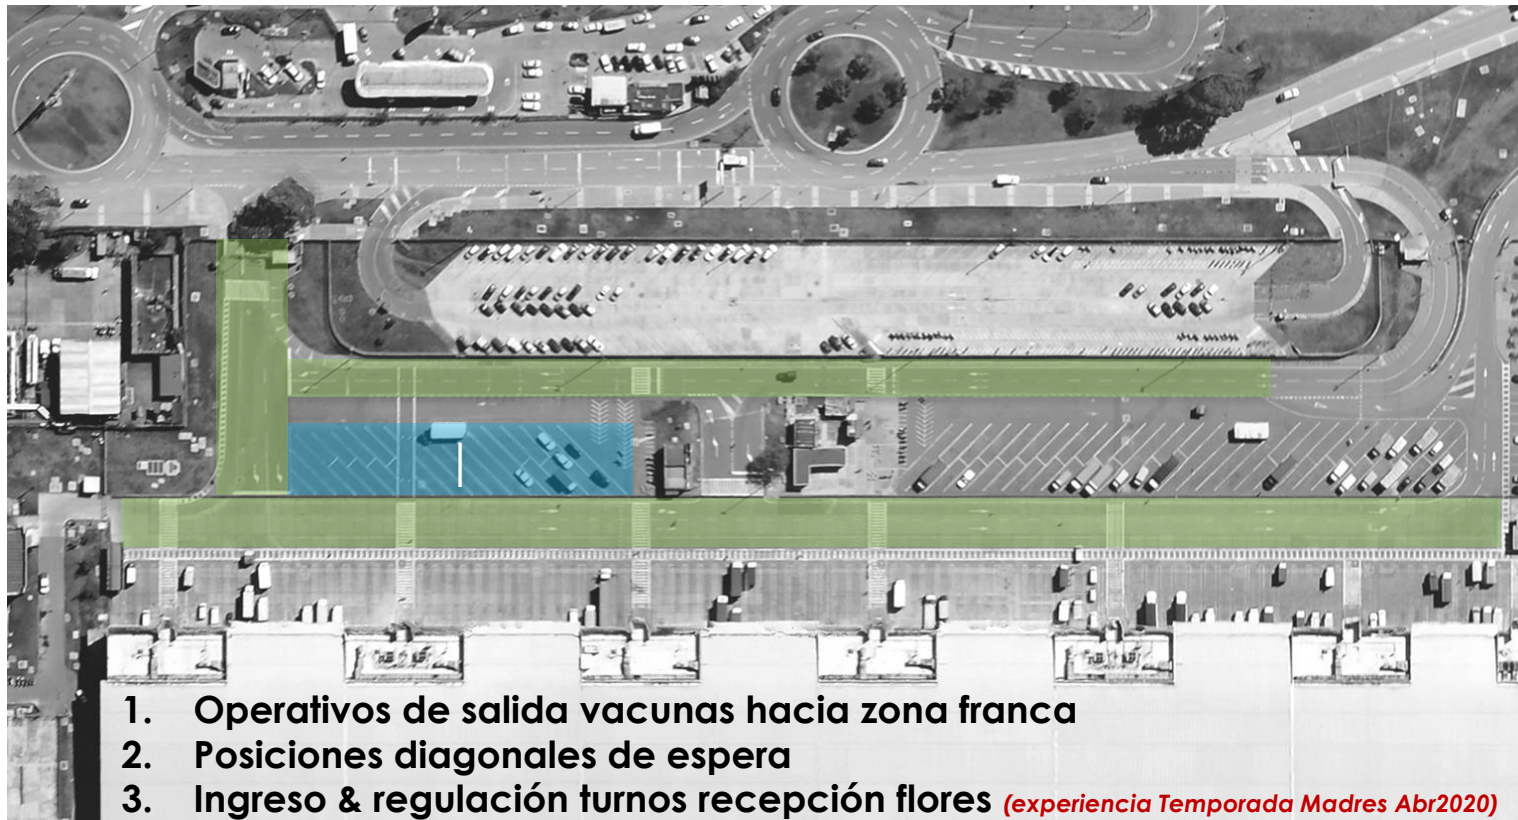 1. Operativos de salida vacunas hacia zona franca
2. Posiciones diagonales de espera
3. Ingreso & regulación turnos recepción flores (experiencia Temporada Madres Abr2020)